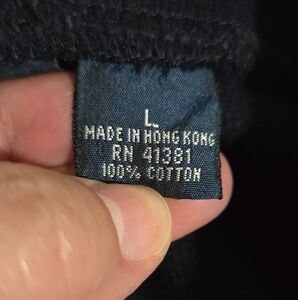 L
MADE IN HONG KONG
RN 41381
100% COTTON